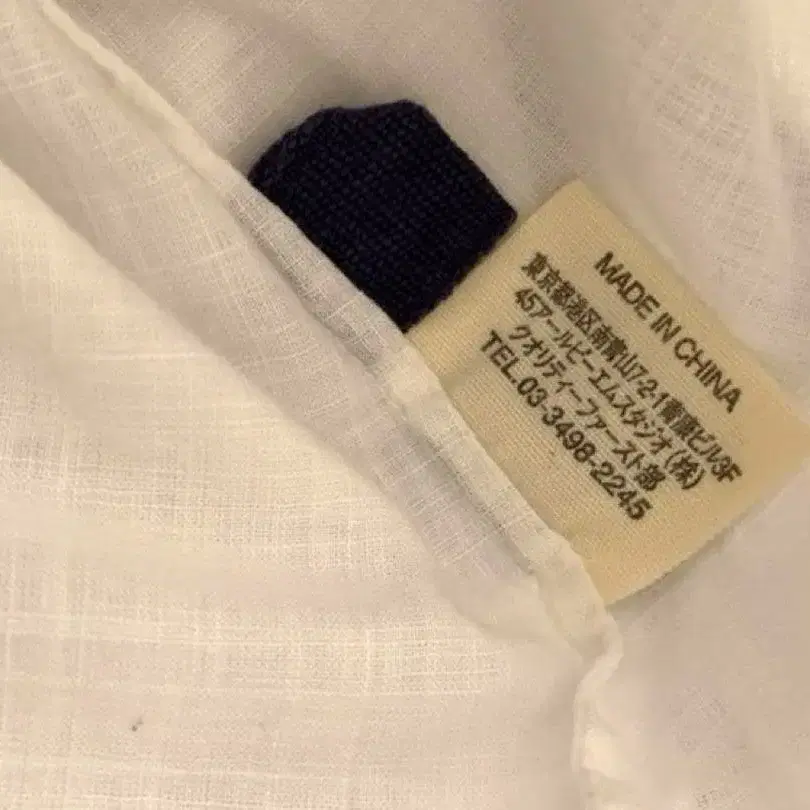 MADE IN CHINA
東京都港区南青山7-2-1青康ビル3F
45アールピーエムスタジオ(株)
クオリティーファースト部
TEL.03-3498-2245